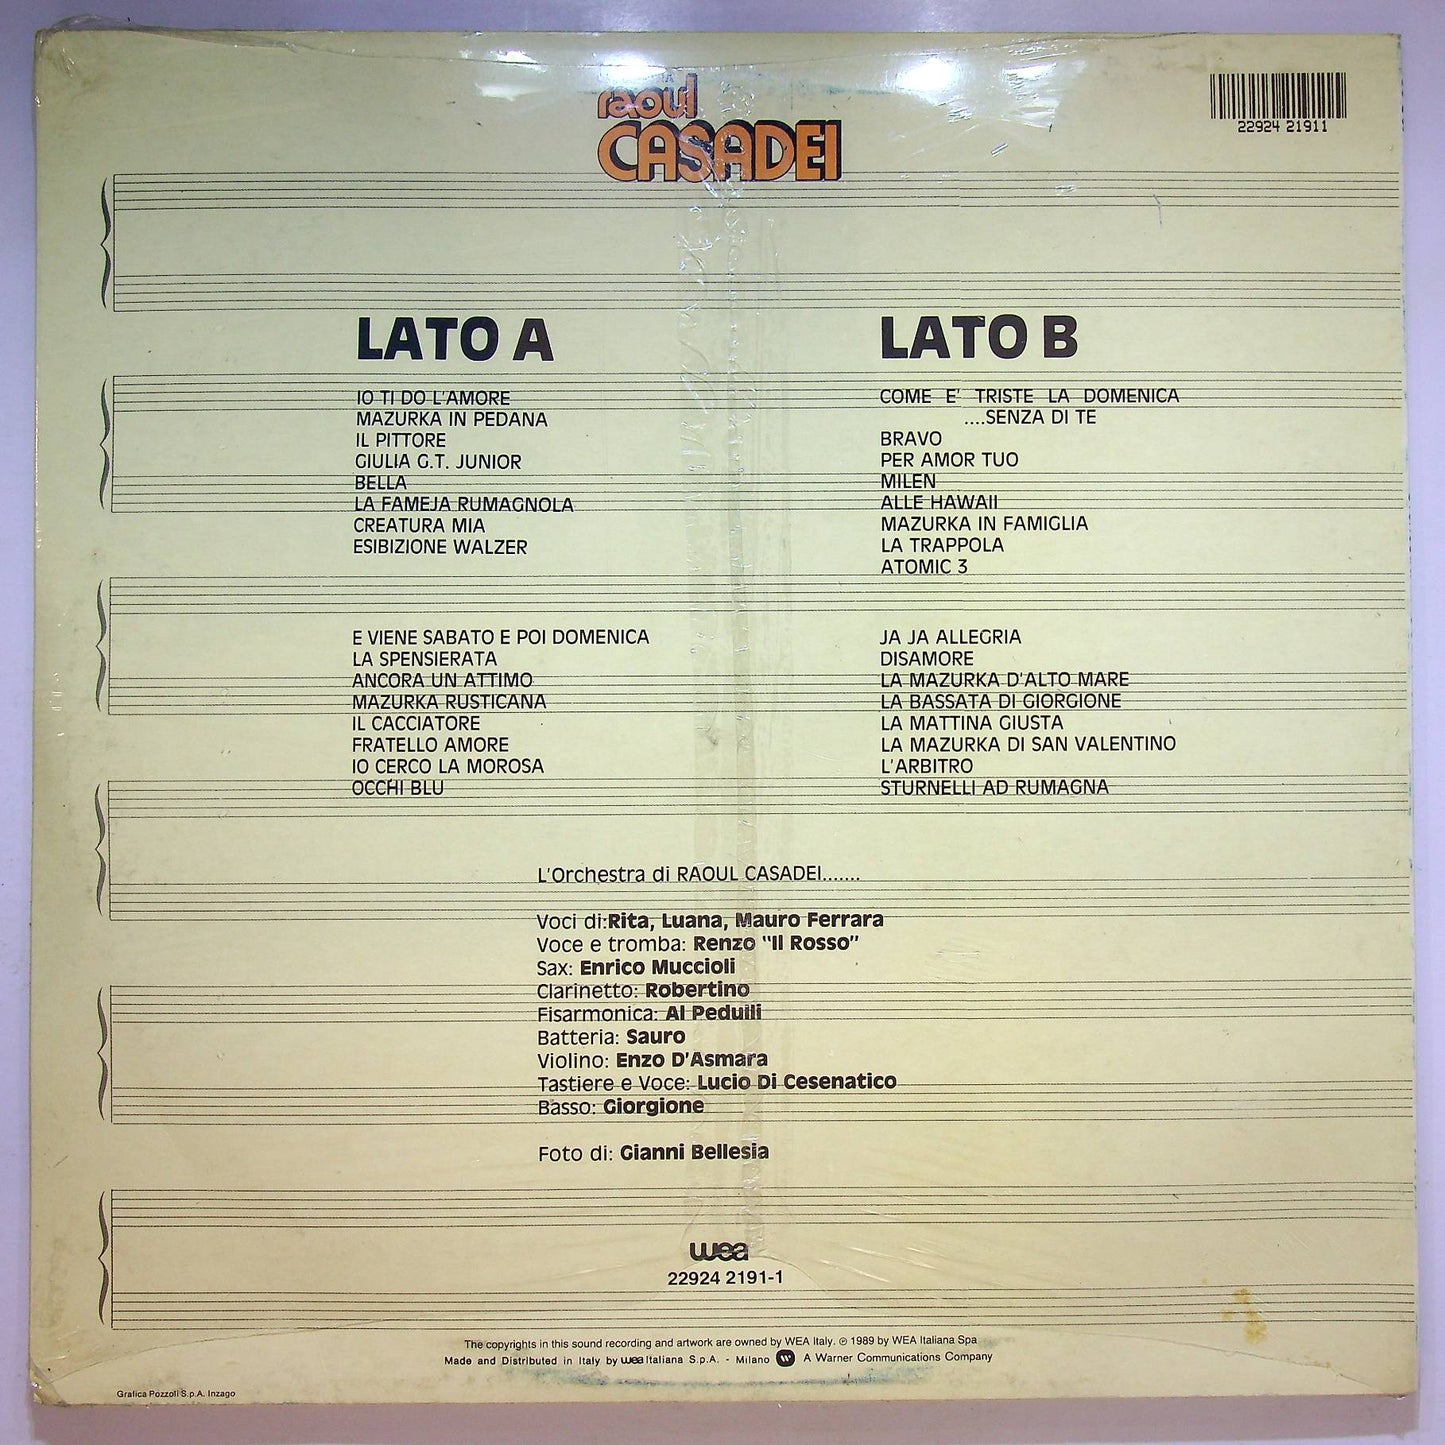 raoul
CASADEI
22924 21911
LATO A
IO TI DO L'AMORE
MAZURKA IN PEDANA
IL PITTORE
GIULIA G.T. JUNIOR
BELLA
LA FAMEJA RUMAGNOLA
CREATURA MIA
ESIBIZIONE WALZER
E VIENE SABATO E POI DOMENICA
LA SPENSIERATA
ANCORA UN ATTIMO
MAZURKA RUSTICANA
IL CACCIATORE
FRATELLO AMORE
IO CERCO LA MOROSA
OCCHI BLU
LATO B
COME E' TRISTE LA DOMENICA
....SENZA DI TE
BRAVO
PER AMOR TUO
MILEN
ALLE HAWAII
MAZURKA IN FAMIGLIA
LA TRAPPOLA
ATOMIC 3
JA JA ALLEGRIA
DISAMORE
LA MAZURKA D'ALTO MARE
LA BASSATA DI GIORGIONE
LA MATTINA GIUSTA
LA MAZURKA DI SAN VALENTINO
L'ARBITRO
STURNELLI AD RUMAGNA
L'Orchestra di RAOUL CASADEI.......
Voci di:Rita, Luana, Mauro Ferrara
Voce e tromba: Renzo "Il Rosso"
Sax: Enrico Muccioli
Clarinetto: Robertino
Fisarmonica: Al Pedulli
Batteria: Sauro
Violino: Enzo D'Asmara
Tastiere e Voce: Lucio Di Cesenatico
Basso: Giorgione
Foto di: Gianni Bellesia
wea
22924 2191-1
The copyrights in this sound recording and artwork are owned by WEA Italy. ℗ 1989 by WEA Italiana Spa
Made and Distributed in Italy by wea Italiana S.p.A. - Milano A Warner Communications Company
Grafica Pozzoli S.p.A. Inzago